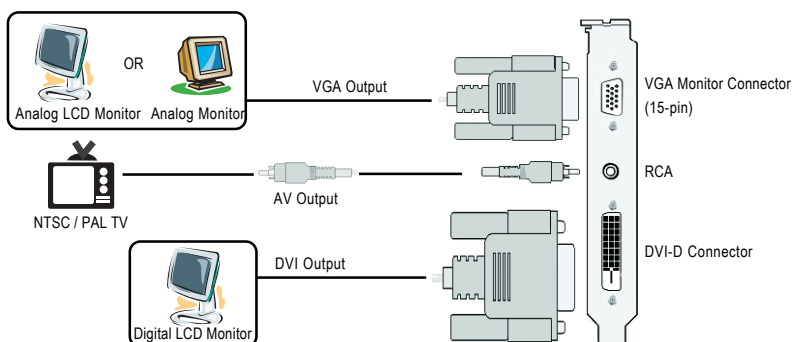 OR
Analog LCD Monitor
Analog Monitor
VGA Output
VGA Monitor Connector
(15-pin)
NTSC / PAL TV
AV Output
RCA
DVI Output
DVI-D Connector
Digital LCD Monitor